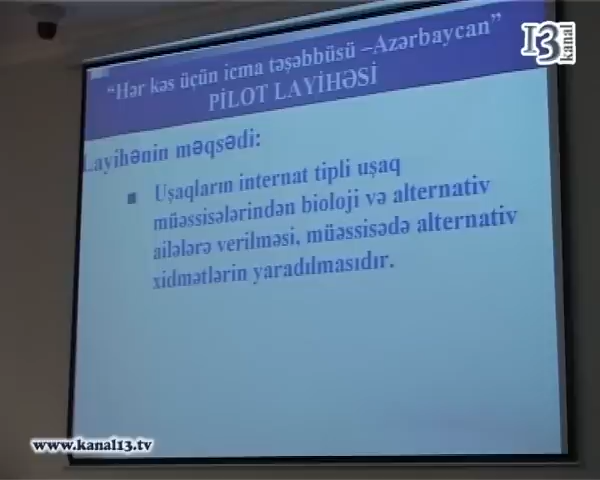 13
kanal
“Hər kəs üçün icma təşəbbüsü –Azərbaycan”
PİLOT LAYİHƏSİ
Layihənin məqsədi:
Uşaqların internat tipli uşaq
müəssisələrindən bioloji və alternativ
ailələrə verilməsi, müəssisədə alternativ
xidmətlərin yaradılmasıdır.
www.kanal13.tv